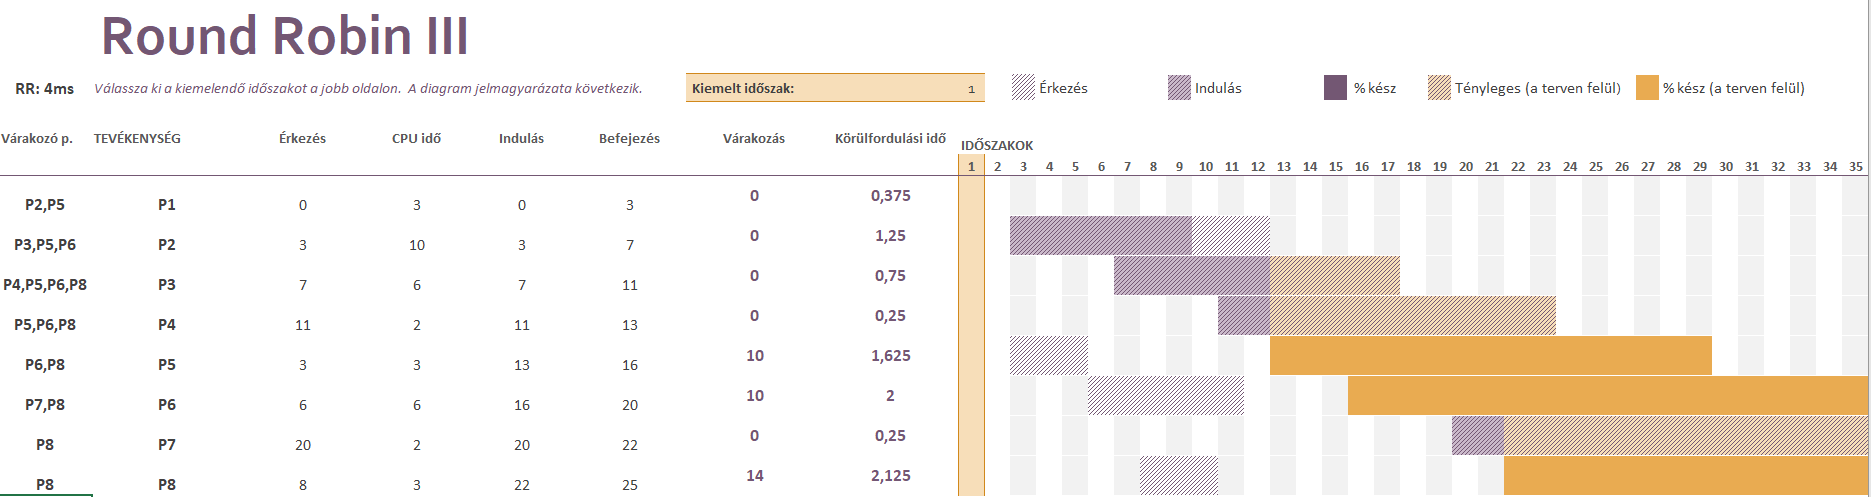 Round Robin III
RR: 4ms Válassza ki a kiemelendő időszakot a jobb oldalon. A diagram jelmagyarázata következik. Kiemelt időszak: 1 Érkezés Indulás % kész Tényleges (a terven felül) % kész (a terven felül)
Várakozó p. TEVÉKENYSÉG Érkezés CPU idő Indulás Befejezés Várakozás Körülfordulási idő IDŐSZAKOK
1 2 3 4 5 6 7 8 9 10 11 12 13 14 15 16 17 18 19 20 21 22 23 24 25 26 27 28 29 30 31 32 33 34 35
P2,P5 P1 0 3 0 3 0 0,375
P3,P5,P6 P2 3 10 3 7 0 1,25
P4,P5,P6,P8 P3 7 6 7 11 0 0,75
P5,P6,P8 P4 11 2 11 13 0 0,25
P6,P8 P5 3 3 13 16 10 1,625
P7,P8 P6 6 6 16 20 10 2
P8 P7 20 2 20 22 0 0,25
P8 P8 8 3 22 25 14 2,125